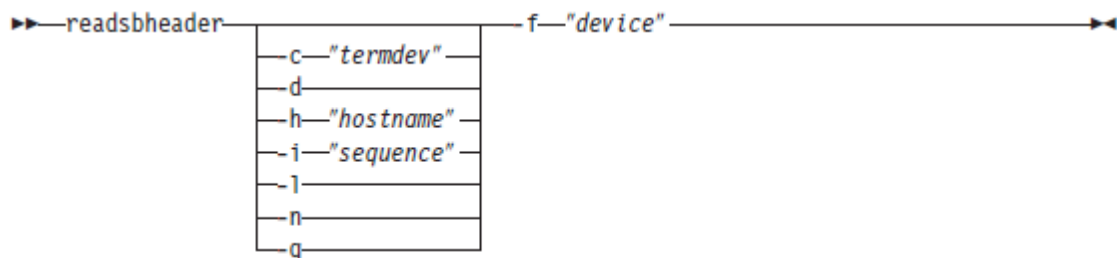 readsbheader -f "device"
-c "termdev"
-d
-h "hostname"
-i "sequence"
-l
-n
-q